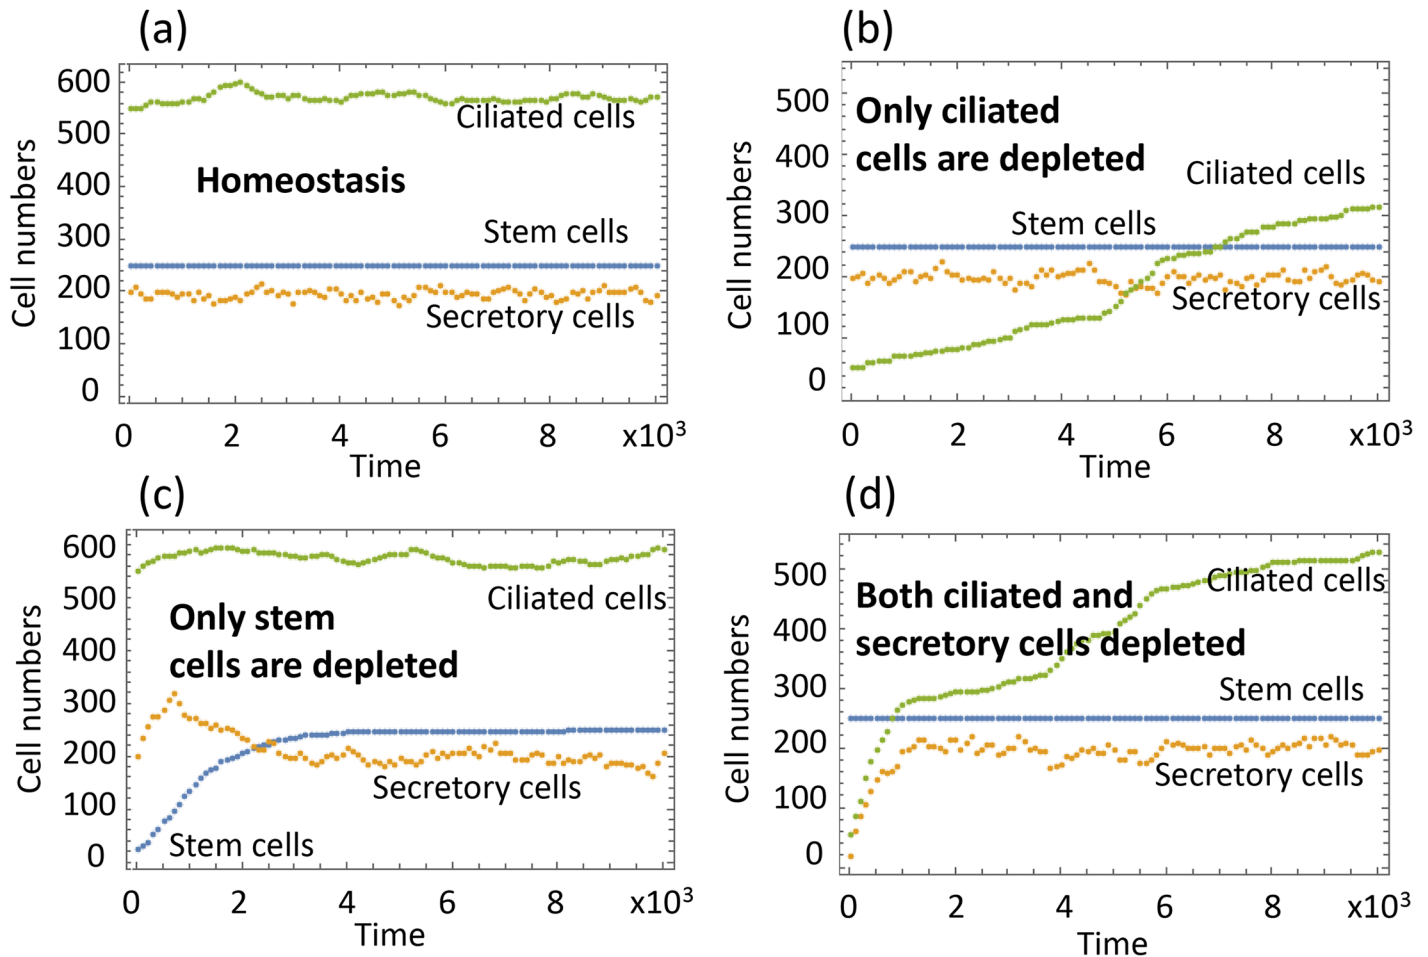 (a)
600
500
400
300
200
100
0
Cell numbers
Ciliated cells
Homeostasis
Stem cells
Secretory cells
0 2 4 6 8 x10³
Time
(b)
500
400
300
200
100
0
Cell numbers
Only ciliated
cells are depleted
Ciliated cells
Stem cells
Secretory cells
0 2 4 6 8 x10³
Time
(c)
600
500
400
300
200
100
0
Cell numbers
Ciliated cells
Only stem
cells are depleted
Secretory cells
Stem cells
0 2 4 6 8 x10³
Time
(d)
500
400
300
200
100
0
Cell numbers
Ciliated cells
Both ciliated and
secretory cells depleted
Stem cells
Secretory cells
0 2 4 6 8 x10³
Time